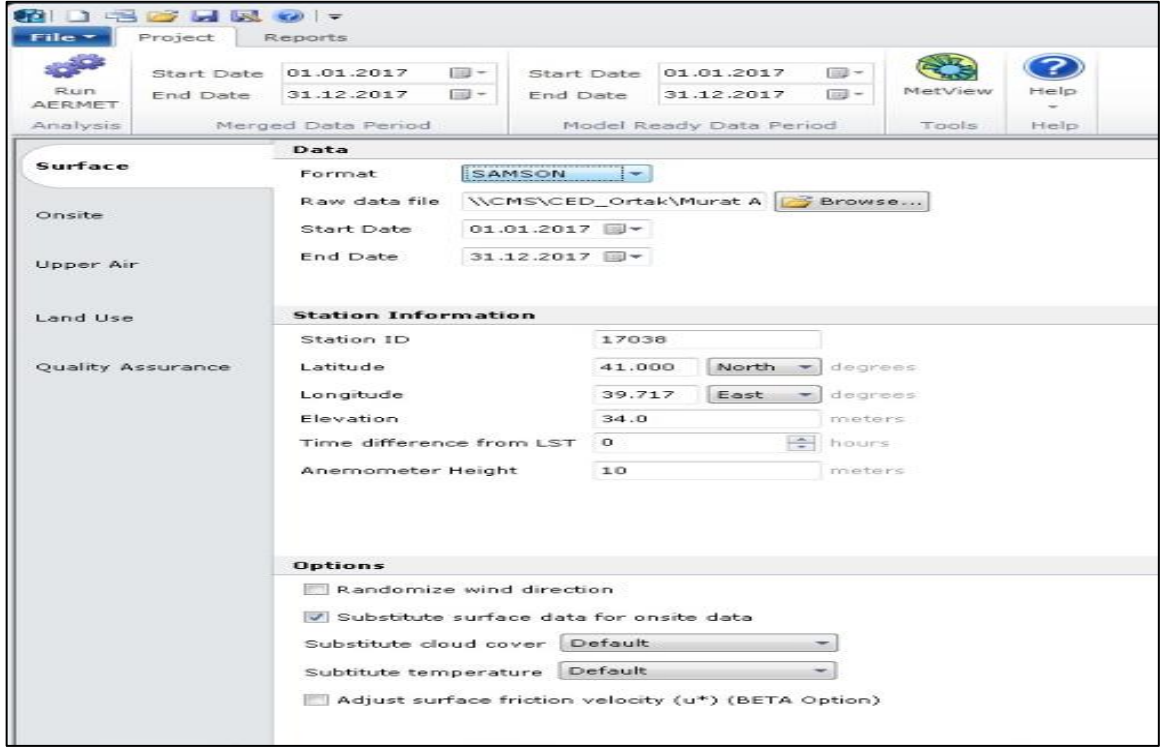 File Project Reports
Start Date 01.01.2017 Start Date 01.01.2017
Run AERMET End Date 31.12.2017 End Date 31.12.2017 MetView Help
Analysis Merged Data Period Model Ready Data Period Tools Help
Surface
Onsite
Upper Air
Land Use
Quality Assurance
Data
Format SAMSON
Raw data file \\CMS\CED_Ortak\Murat A Browse...
Start Date 01.01.2017
End Date 31.12.2017
Station Information
Station ID 17038
Latitude 41.000 North degrees
Longitude 39.717 East degrees
Elevation 34.0 meters
Time difference from LST 0 hours
Anemometer Height 10 meters
Options
Randomize wind direction
Substitute surface data for onsite data
Substitute cloud cover Default
Subtitute temperature Default
Adjust surface friction velocity (u*) (BETA Option)